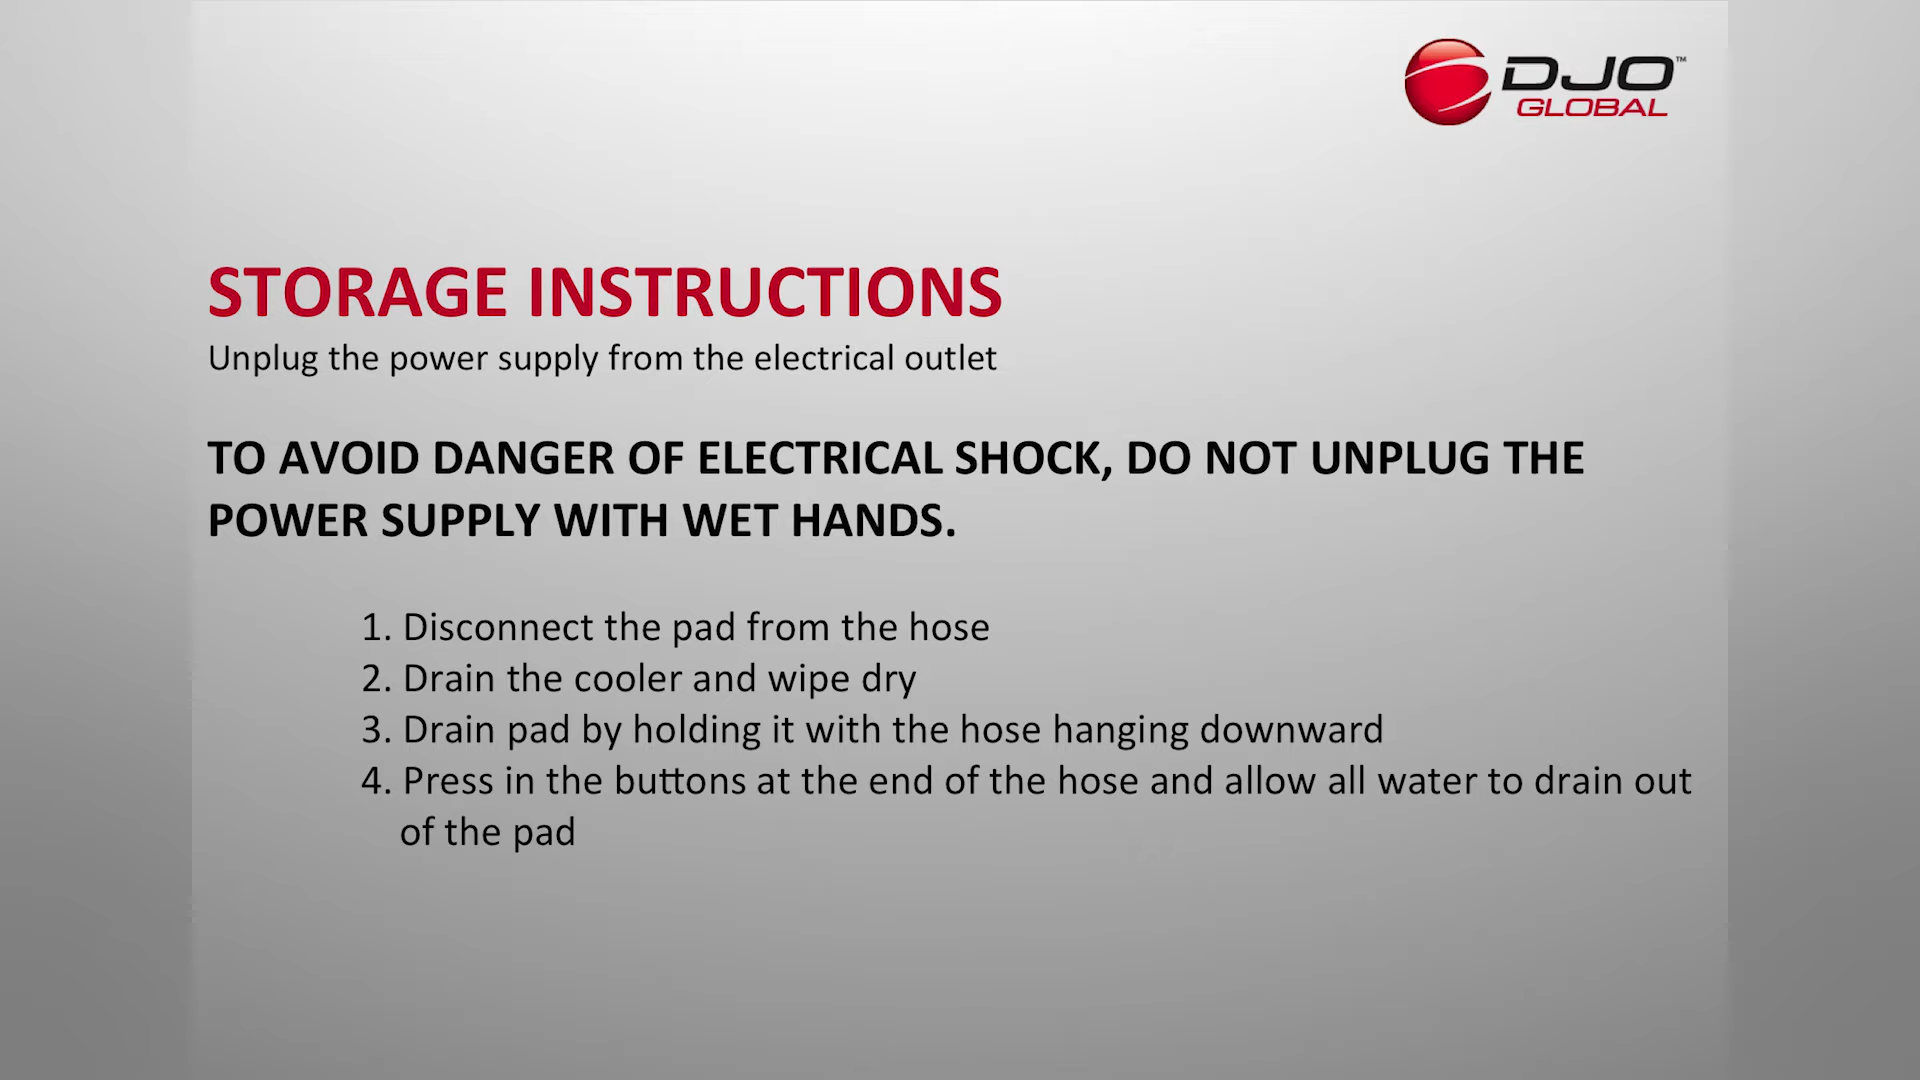 DJO™
GLOBAL
STORAGE INSTRUCTIONS
Unplug the power supply from the electrical outlet
TO AVOID DANGER OF ELECTRICAL SHOCK, DO NOT UNPLUG THE
POWER SUPPLY WITH WET HANDS.
1. Disconnect the pad from the hose
2. Drain the cooler and wipe dry
3. Drain pad by holding it with the hose hanging downward
4. Press in the buttons at the end of the hose and allow all water to drain out
of the pad